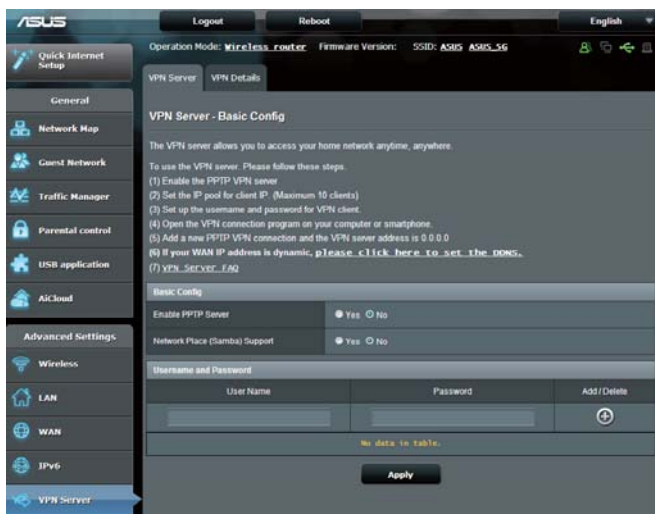 ASUS
Logout
Reboot
English
Quick Internet Setup
Operation Mode: Wireless router Firmware Version: SSID: ASUS ASUS_5G
VPN Server
VPN Details
General
Network Map
Guest Network
Traffic Manager
Parental control
USB application
AiCloud
Advanced Settings
Wireless
LAN
WAN
IPv6
VPN Server
VPN Server - Basic Config
The VPN server allows you to access your home network anytime, anywhere.
To use the VPN server. Please follow these steps.
(1) Enable the PPTP VPN server
(2) Set the IP pool for client IP. (Maximum 10 clients)
(3) Set up the username and password for VPN client.
(4) Open the VPN connection program on your computer or smartphone.
(5) Add a new PPTP VPN connection and the VPN server address is 0.0.0.0
(6) If your WAN IP address is dynamic, please click here to set the DDNS.
(7) VPN Server FAQ
Basic Config
Enable PPTP Server Yes No
Network Place (Samba) Support Yes No
Username and Password
User Name Password Add / Delete
No data in table.
Apply